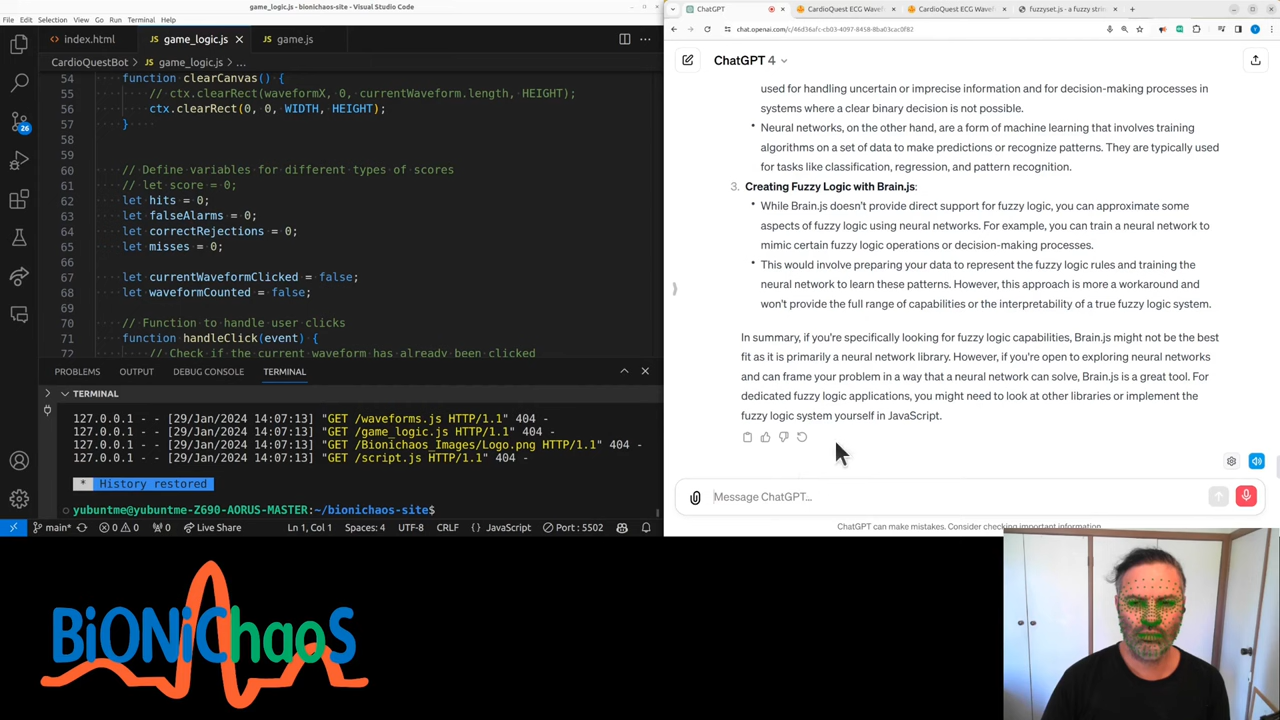 game_logic.js - bionichaos-site - Visual Studio Code
File Edit Selection View Go Run Terminal Help
index.html
game_logic.js
game.js
CardioQuestBot > game_logic.js > ...
54 function clearCanvas() {
55 // ctx.clearRect(waveformX, 0, currentWaveform.length, HEIGHT);
56 ctx.clearRect(0, 0, WIDTH, HEIGHT);
57 }
58
59
60 // Define variables for different types of scores
61 // let score = 0;
62 let hits = 0;
63 let falseAlarms = 0;
64 let correctRejections = 0;
65 let misses = 0;
66
67 let currentWaveformClicked = false;
68 let waveformCounted = false;
69
70 // Function to handle user clicks
71 function handleClick(event) {
72 // Check if the current waveform has already been clicked
26
PROBLEMS OUTPUT DEBUG CONSOLE TERMINAL
TERMINAL
127.0.0.1 - - [29/Jan/2024 14:07:13] "GET /waveforms.js HTTP/1.1" 404 -
127.0.0.1 - - [29/Jan/2024 14:07:13] "GET /game_logic.js HTTP/1.1" 404 -
127.0.0.1 - - [29/Jan/2024 14:07:13] "GET /Bionichaos_Images/Logo.png HTTP/1.1" 404 -
127.0.0.1 - - [29/Jan/2024 14:07:13] "GET /script.js HTTP/1.1" 404 -
* History restored
yubuntme@yubuntme-Z690-AORUS-MASTER:~/bionichaos-site$
main* 0 0 0 Live Share Ln 1, Col 1 Spaces: 4 UTF-8 CRLF JavaScript Port: 5502
ChatGPT
CardioQuest ECG Wavef
CardioQuest ECG Wavef
fuzzyset.js - a fuzzy strin
chat.openai.com/c/46d36afc-cb03-4097-8458-8ba03cac0f82
ChatGPT 4
used for handling uncertain or imprecise information and for decision-making processes in
systems where a clear binary decision is not possible.
• Neural networks, on the other hand, are a form of machine learning that involves training
algorithms on a set of data to make predictions or recognize patterns. They are typically used
for tasks like classification, regression, and pattern recognition.
3. Creating Fuzzy Logic with Brain.js:
• While Brain.js doesn't provide direct support for fuzzy logic, you can approximate some
aspects of fuzzy logic using neural networks. For example, you can train a neural network to
mimic certain fuzzy logic operations or decision-making processes.
• This would involve preparing your data to represent the fuzzy logic rules and training the
neural network to learn these patterns. However, this approach is more a workaround and
won't provide the full range of capabilities or the interpretability of a true fuzzy logic system.
In summary, if you're specifically looking for fuzzy logic capabilities, Brain.js might not be the best
fit as it is primarily a neural network library. However, if you're open to exploring neural networks
and can frame your problem in a way that a neural network can solve, Brain.js is a great tool. For
dedicated fuzzy logic applications, you might need to look at other libraries or implement the
fuzzy logic system yourself in JavaScript.
Message ChatGPT...
ChatGPT can make mistakes. Consider checking important information.
BiONiChaoS